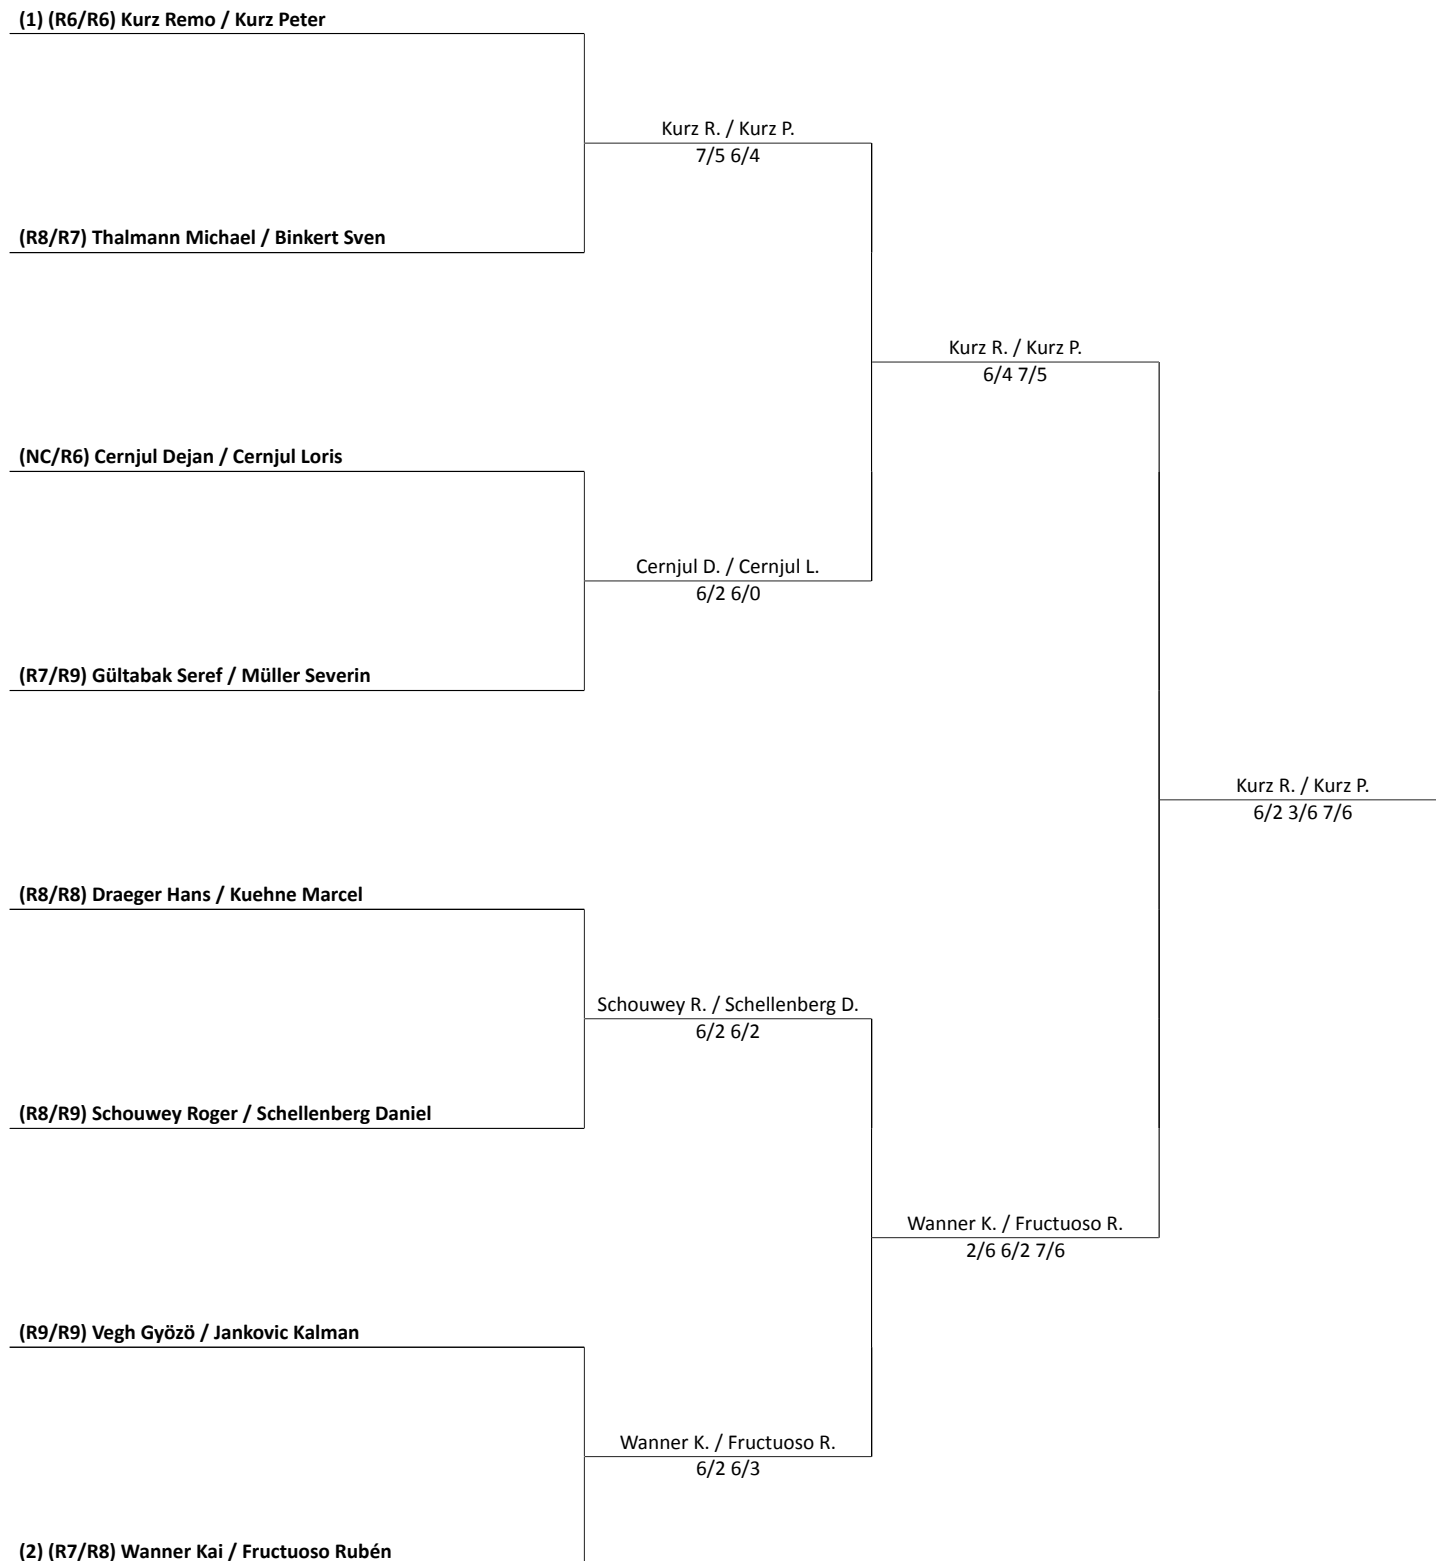 (1) (R6/R6) Kurz Remo / Kurz Peter
Kurz R. / Kurz P.
7/5 6/4
(R8/R7) Thalmann Michael / Binkert Sven
Kurz R. / Kurz P.
6/4 7/5
(NC/R6) Cernjul Dejan / Cernjul Loris
Cernjul D. / Cernjul L.
6/2 6/0
(R7/R9) Gültabak Seref / Müller Severin
Kurz R. / Kurz P.
6/2 3/6 7/6
(R8/R8) Draeger Hans / Kuehne Marcel
Schouwey R. / Schellenberg D.
6/2 6/2
(R8/R9) Schouwey Roger / Schellenberg Daniel
Wanner K. / Fructuoso R.
2/6 6/2 7/6
(R9/R9) Vegh Györzö / Jankovic Kalman
Wanner K. / Fructuoso R.
6/2 6/3
(2) (R7/R8) Wanner Kai / Fructuoso Rubén